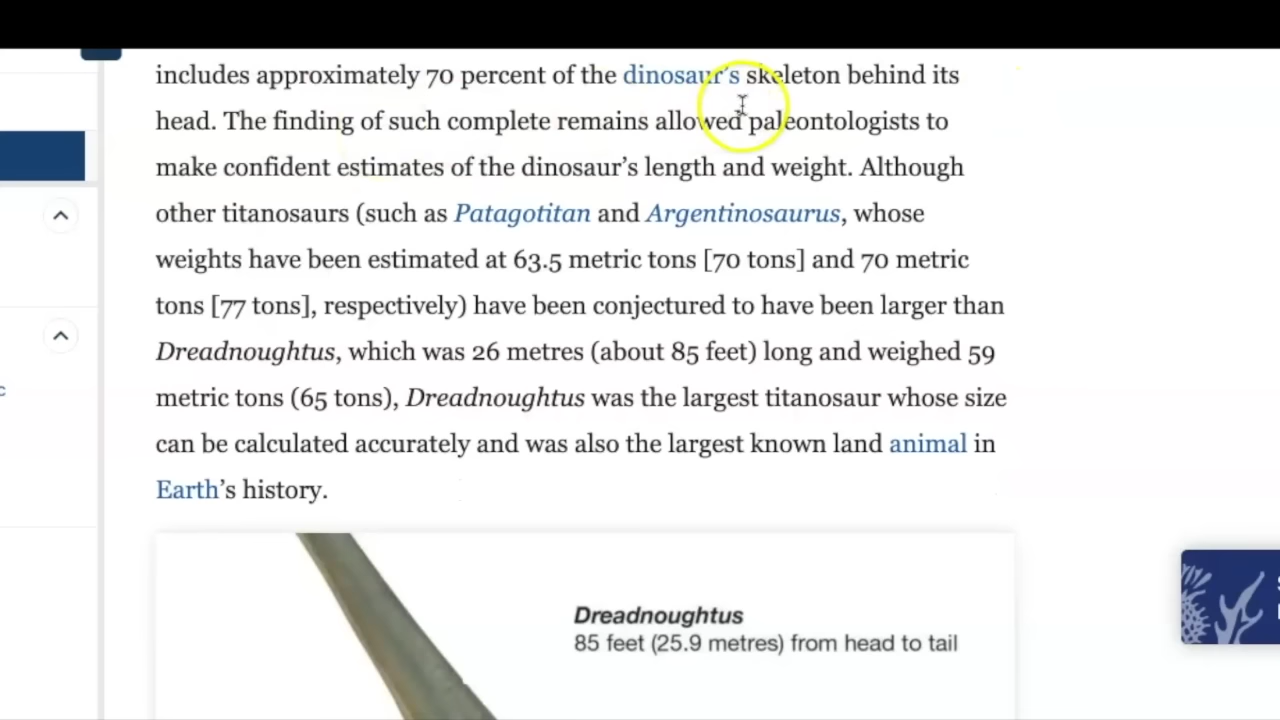 includes approximately 70 percent of the dinosaur's skeleton behind its
head. The finding of such complete remains allowed paleontologists to
make confident estimates of the dinosaur's length and weight. Although
other titanosaurs (such as Patagotitan and Argentinosaurus, whose
weights have been estimated at 63.5 metric tons [70 tons] and 70 metric
tons [77 tons], respectively) have been conjectured to have been larger than
Dreadnoughtus, which was 26 metres (about 85 feet) long and weighed 59
metric tons (65 tons), Dreadnoughtus was the largest titanosaur whose size
can be calculated accurately and was also the largest known land animal in
Earth's history.
Dreadnoughtus
85 feet (25.9 metres) from head to tail